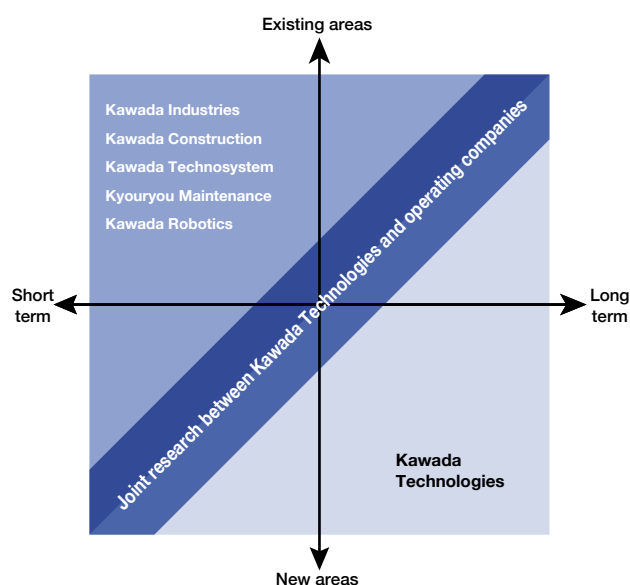 Existing areas
Kawada Industries
Kawada Construction
Kawada Technosystem
Kyouryou Maintenance
Kawada Robotics
Joint research between Kawada Technologies and operating companies
Short
term
Long
term
Kawada
Technologies
New areas